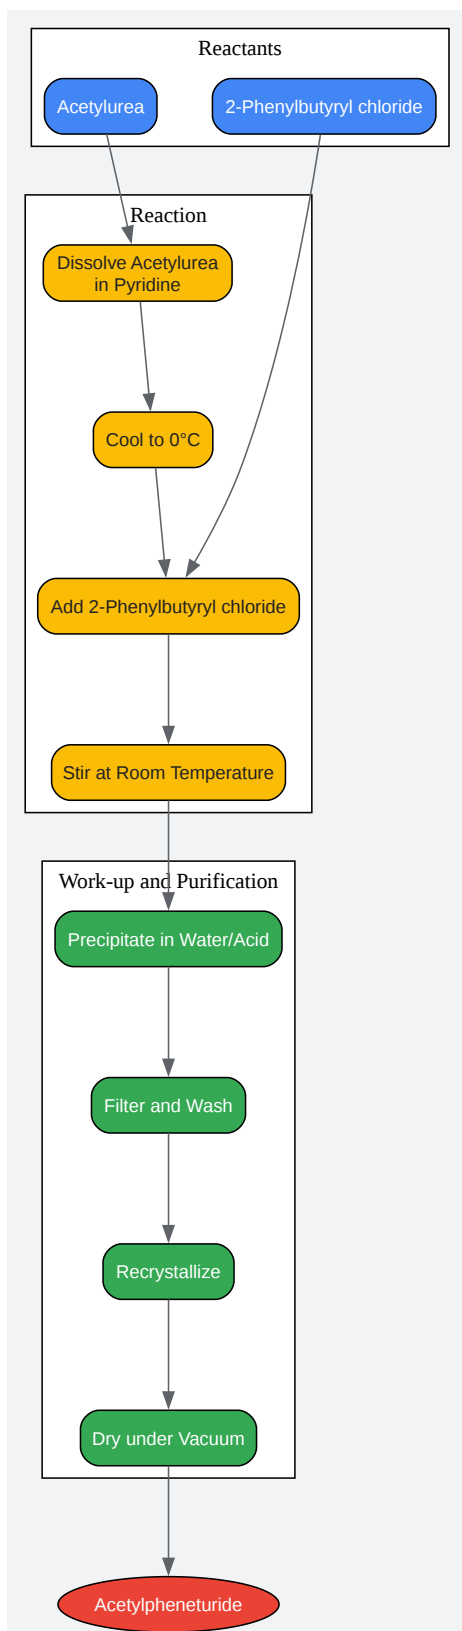 Reactants
Acetylurea
2-Phenylbutyryl chloride
Reaction
Dissolve Acetylurea
in Pyridine
Cool to 0°C
Add 2-Phenylbutyryl chloride
Stir at Room Temperature
Work-up and Purification
Precipitate in Water/Acid
Filter and Wash
Recrystallize
Dry under Vacuum
Acetylpheneturide